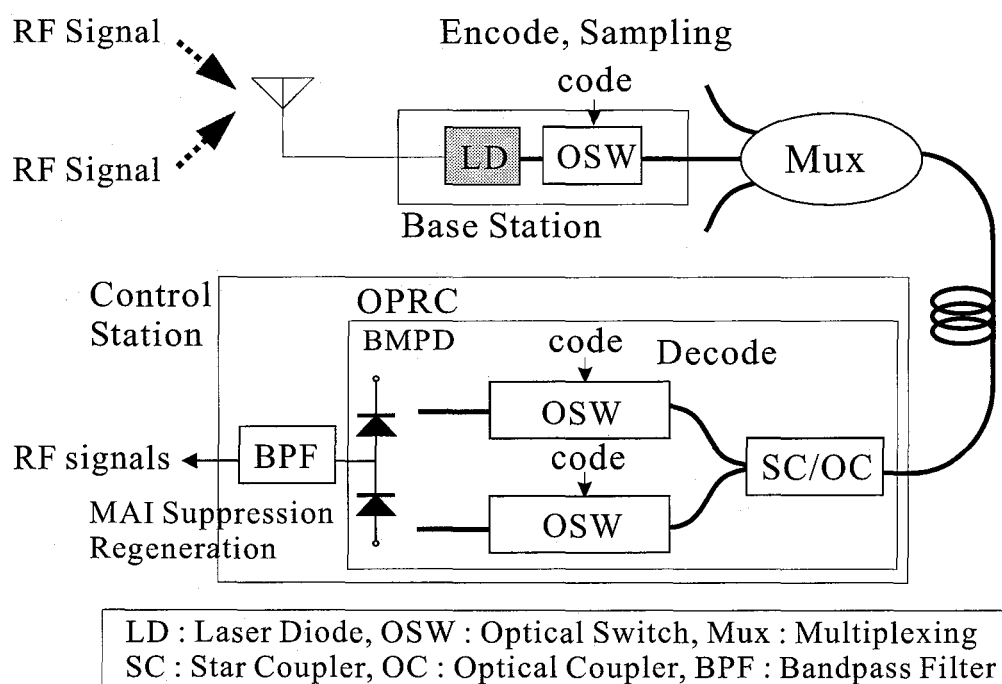 RF Signal
RF Signal
Encode, Sampling
code
LD
OSW
Mux
Base Station
Control
Station
OPRC
BMPD
code
Decode
OSW
code
OSW
SC/OC
RF signals
BPF
MAI Suppression
Regeneration
LD : Laser Diode, OSW : Optical Switch, Mux : Multiplexing
SC : Star Coupler, OC : Optical Coupler, BPF : Bandpass Filter